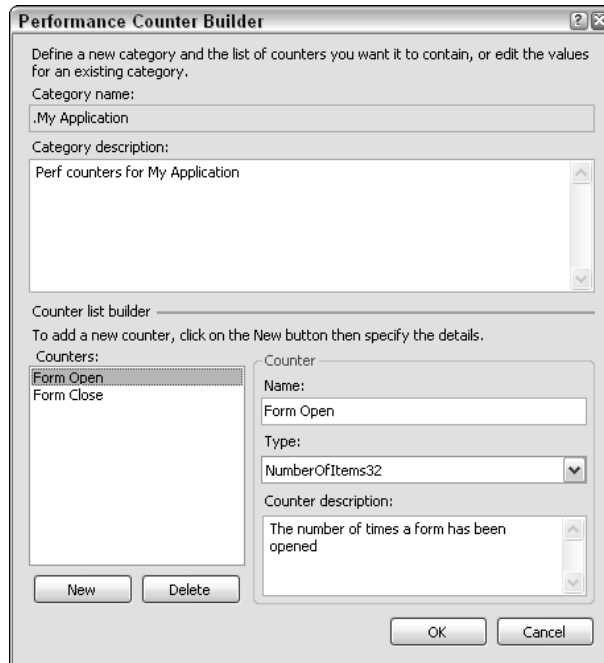 Performance Counter Builder
Define a new category and the list of counters you want it to contain, or edit the values
for an existing category.
Category name:
.My Application
Category description:
Perf counters for My Application
Counter list builder
To add a new counter, click on the New button then specify the details.
Counters:
Form Open
Form Close
Counter
Name:
Form Open
Type:
NumberOfItems32
Counter description:
The number of times a form has been
opened
New
Delete
OK
Cancel